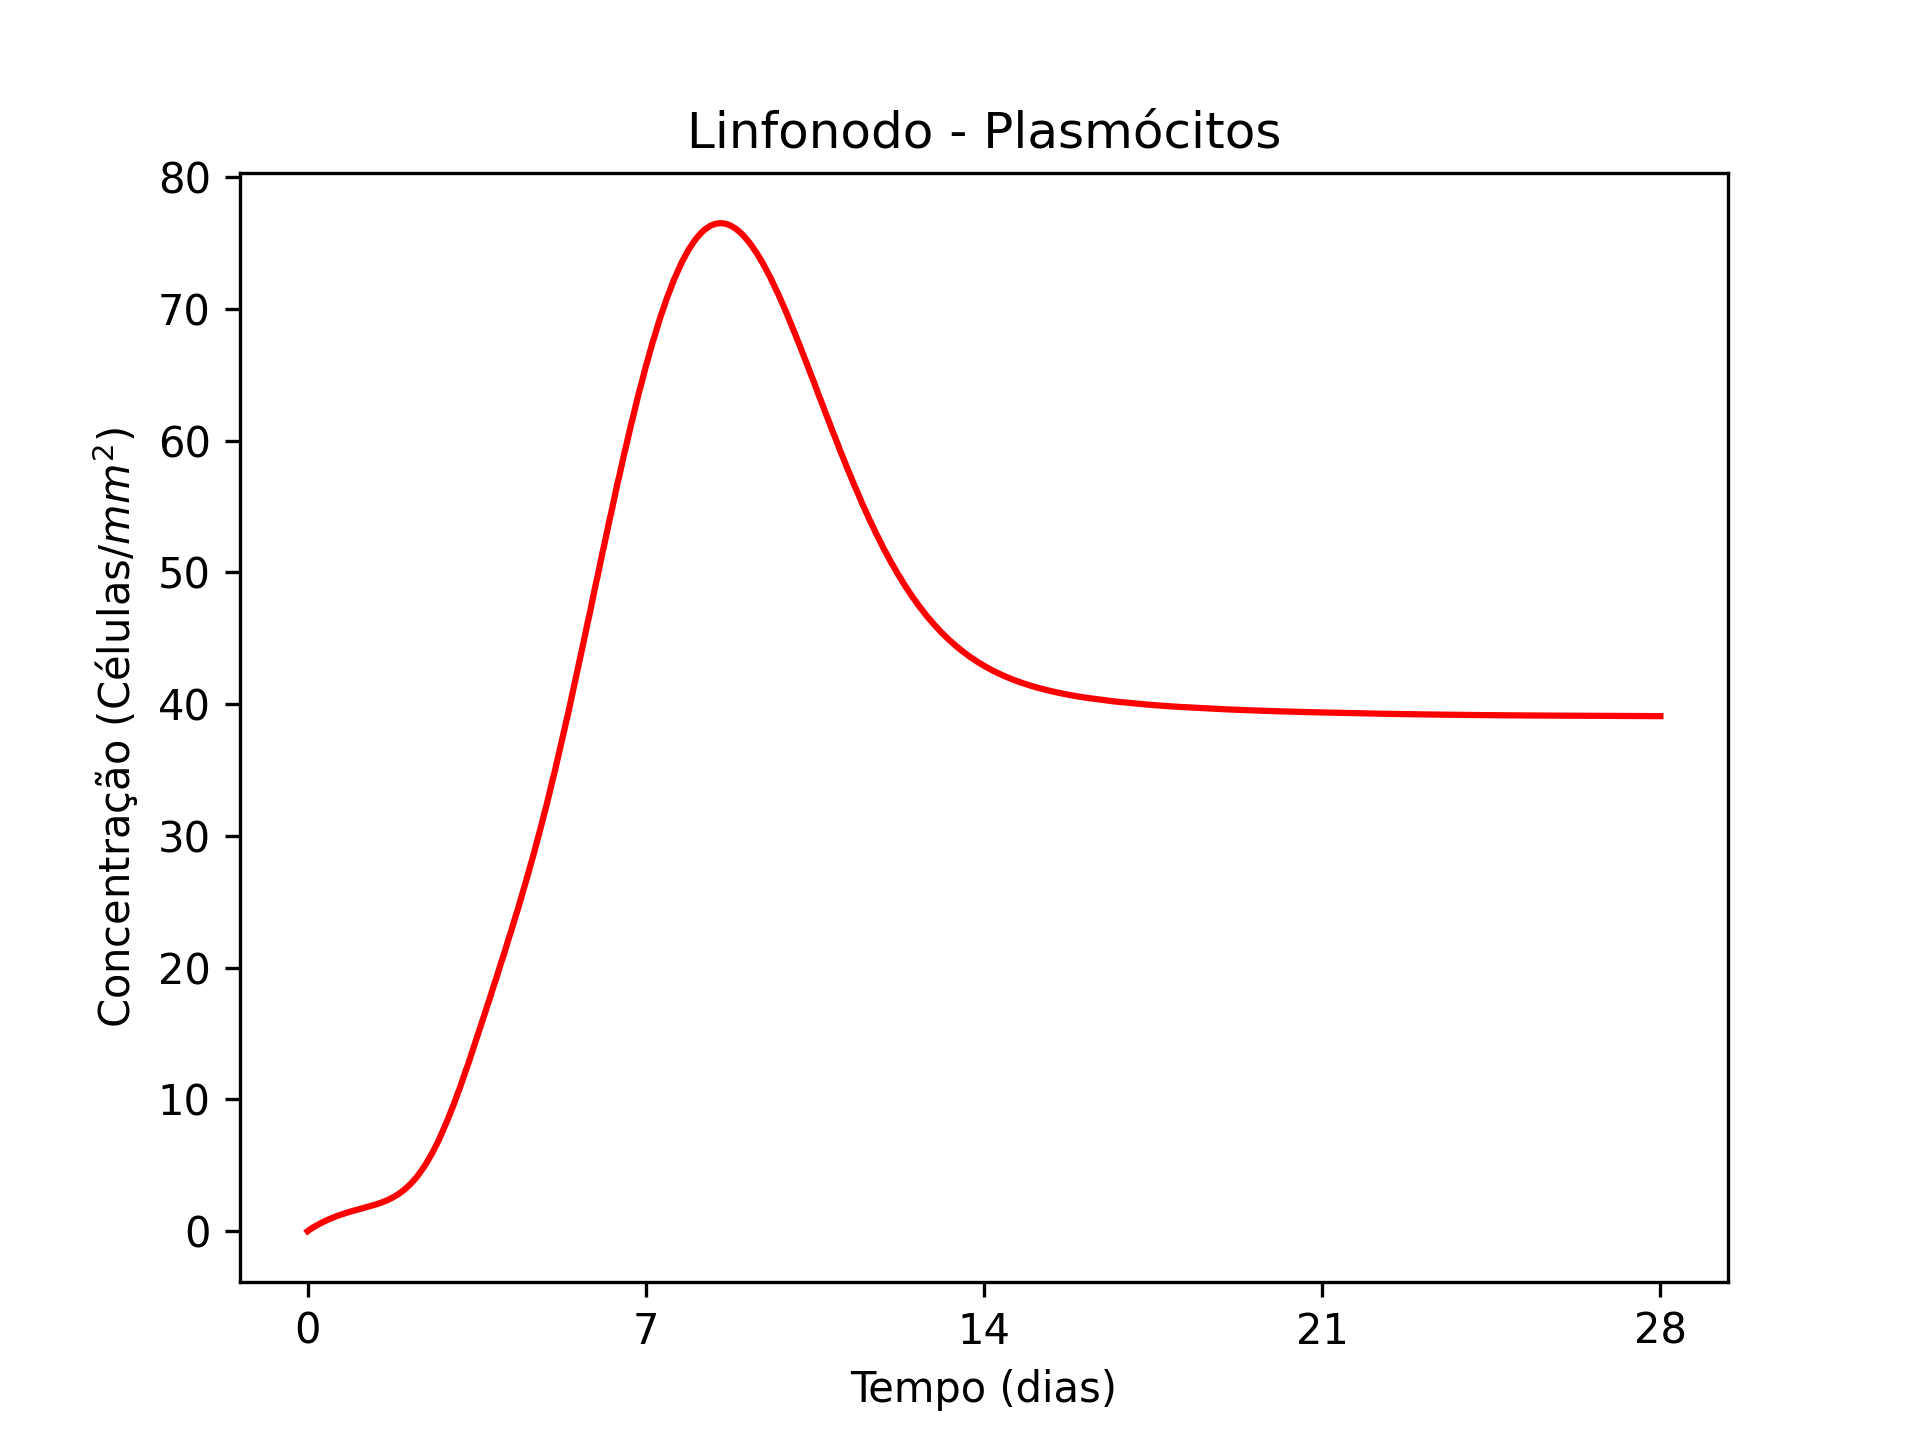 Linfonodo - Plasmócitos
80
70
60
50
40
30
20
10
0
Concentração (Células/mm²)
0 7 14 21 28
Tempo (dias)